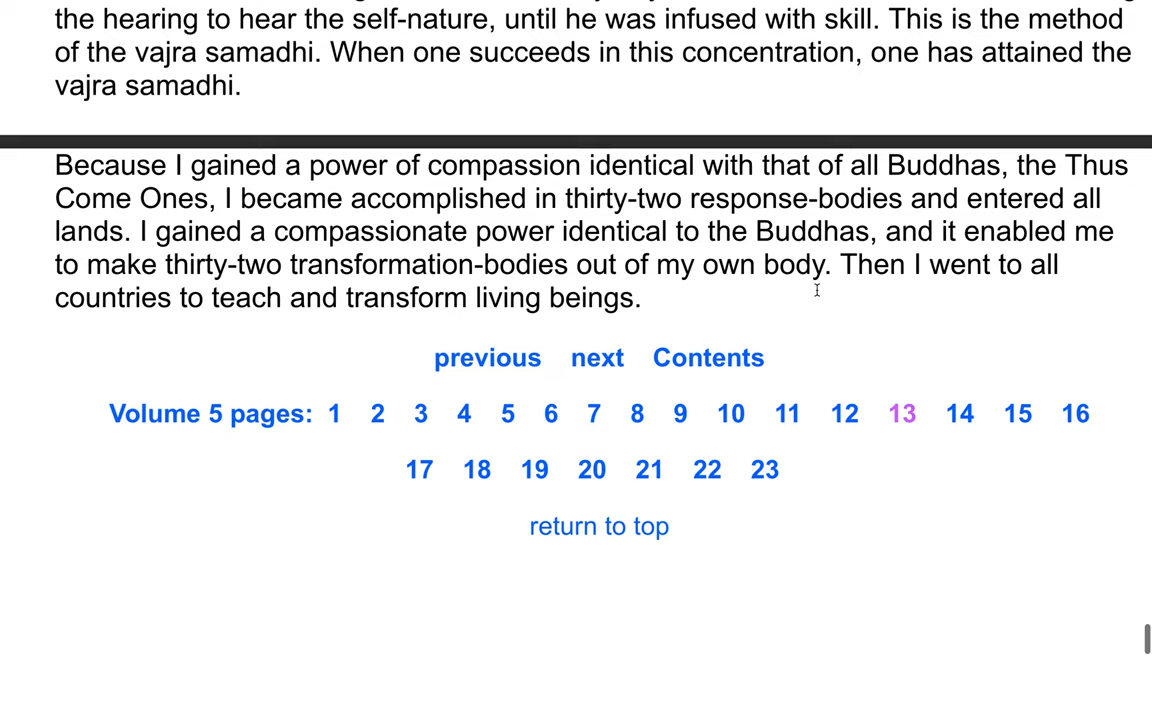 the hearing to hear the self-nature, until he was infused with skill. This is the method
of the vajra samadhi. When one succeeds in this concentration, one has attained the
vajra samadhi.
Because I gained a power of compassion identical with that of all Buddhas, the Thus
Come Ones, I became accomplished in thirty-two response-bodies and entered all
lands. I gained a compassionate power identical to the Buddhas, and it enabled me
to make thirty-two transformation-bodies out of my own body. Then I went to all
countries to teach and transform living beings.
previous next Contents
Volume 5 pages: 1 2 3 4 5 6 7 8 9 10 11 12 13 14 15 16
17 18 19 20 21 22 23
return to top